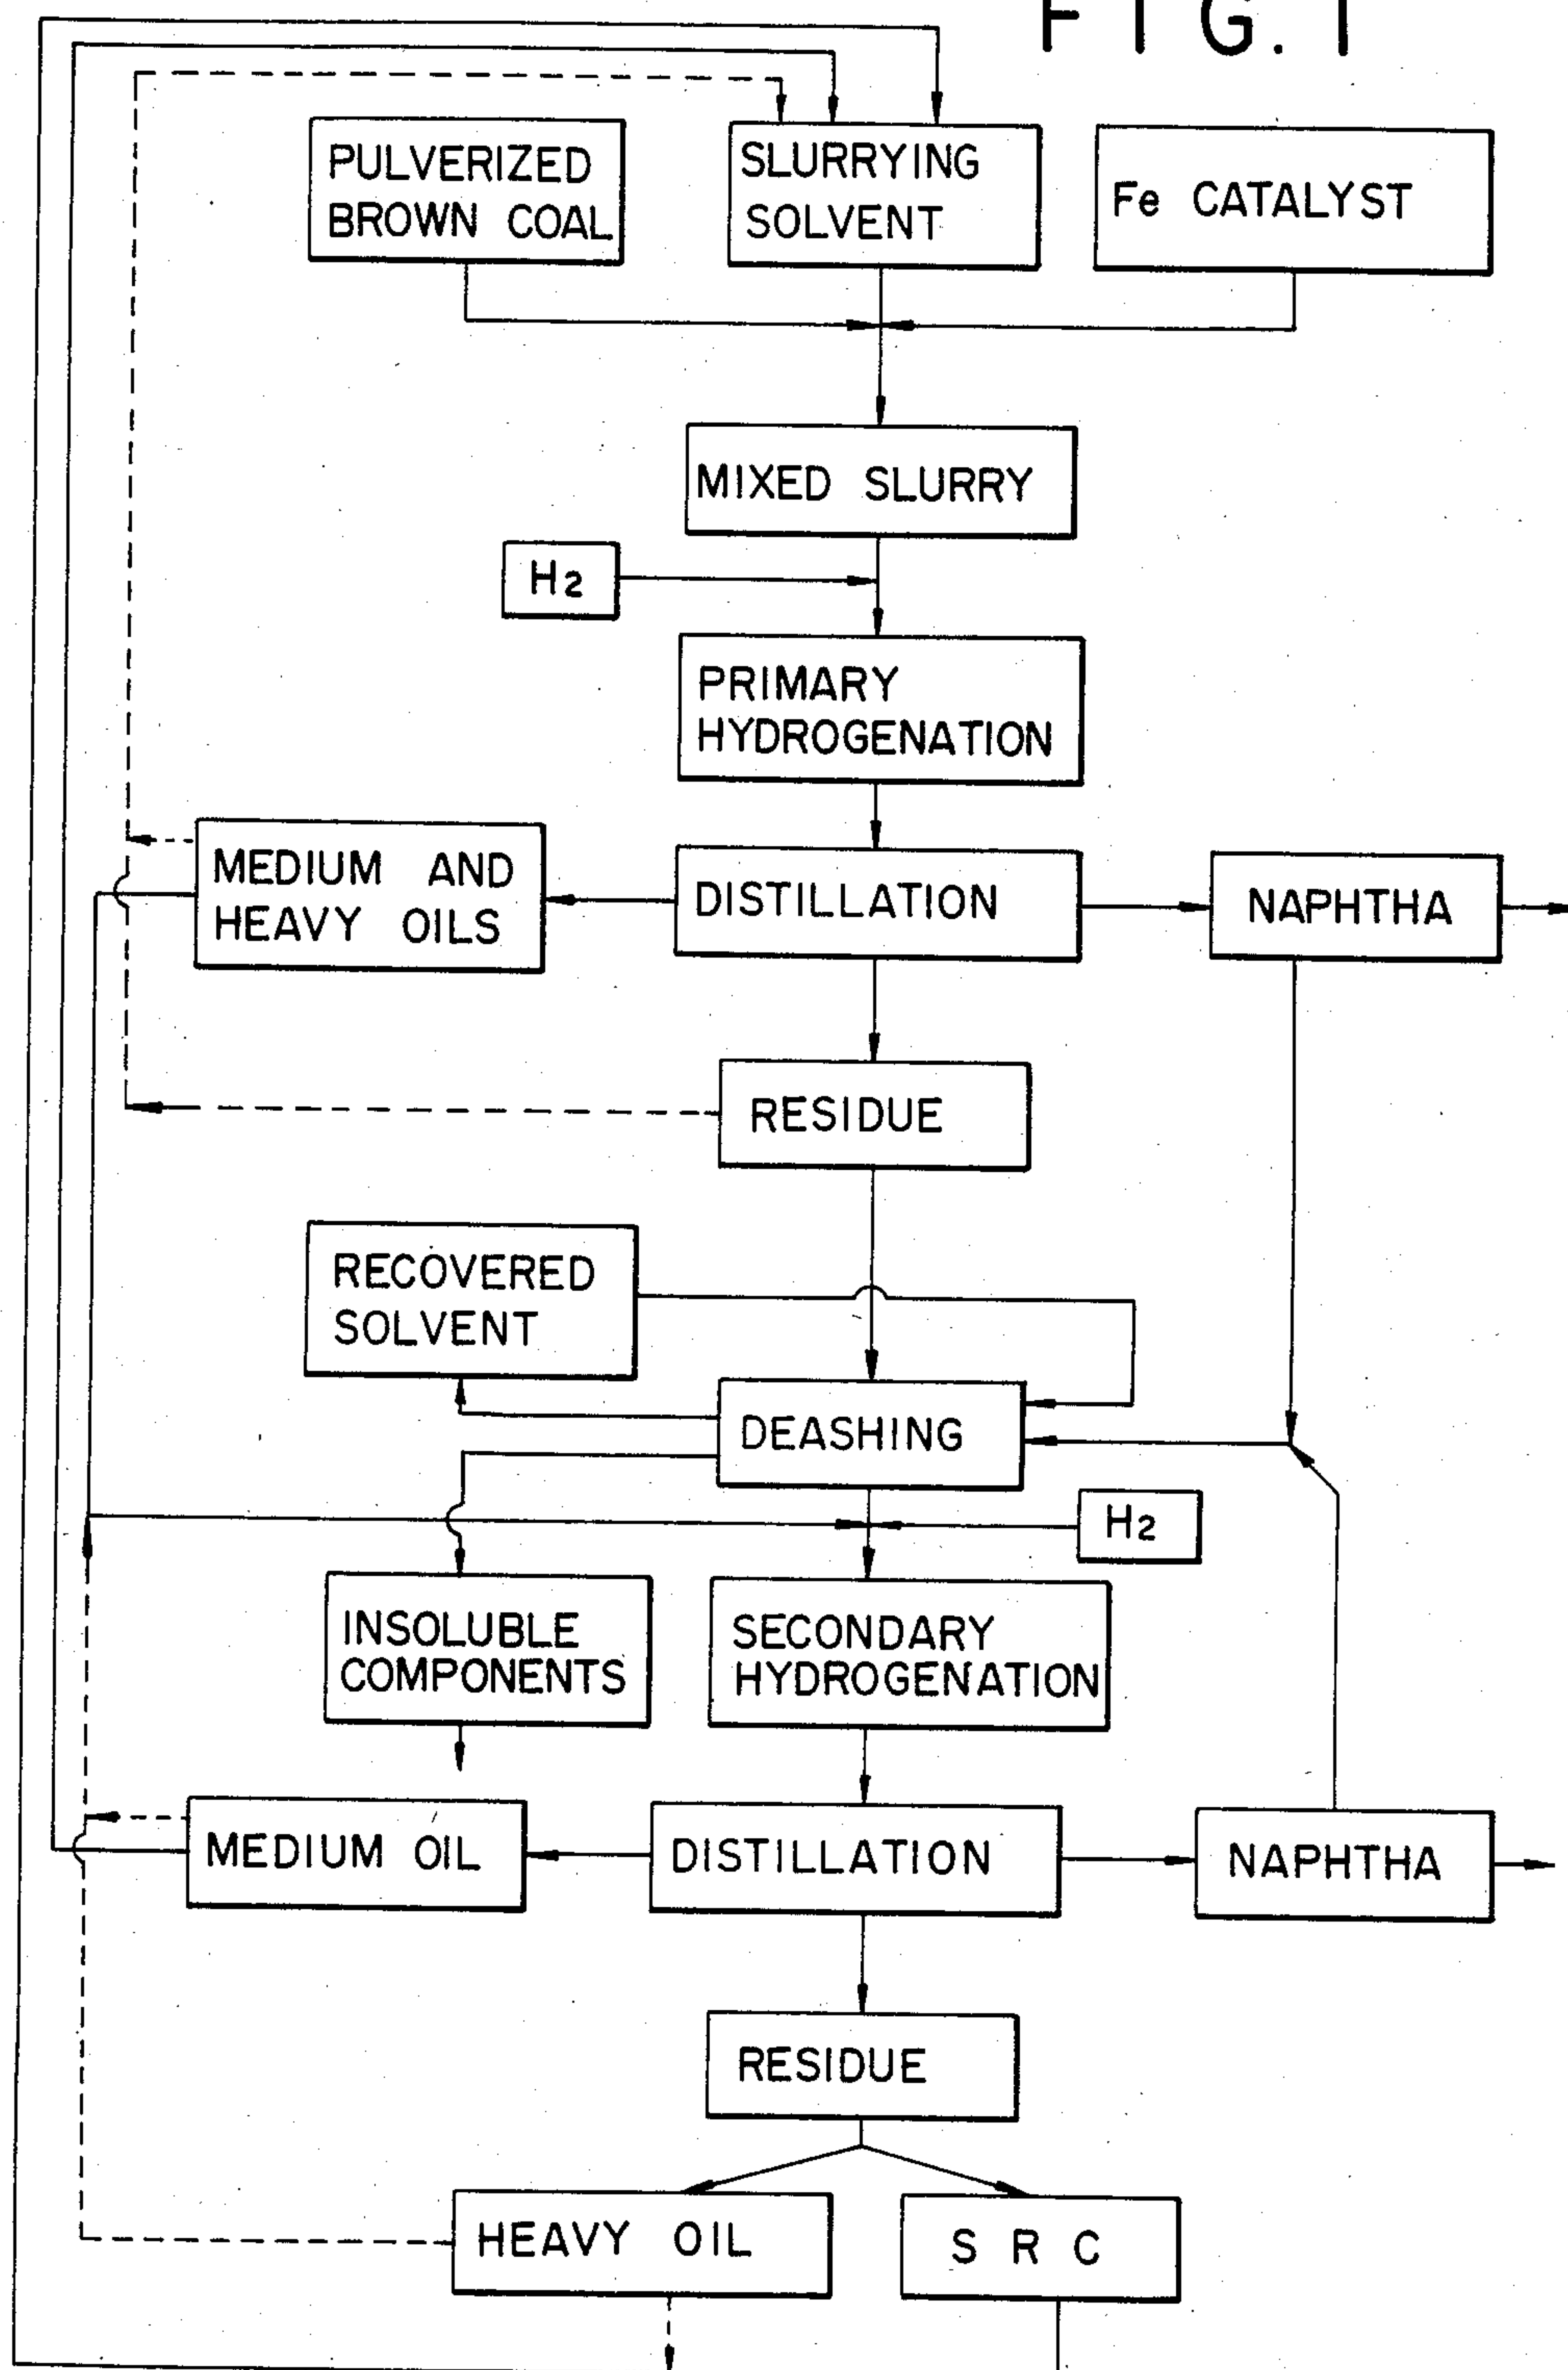 FIG. 1
PULVERIZED
BROWN COAL
SLURRYING
SOLVENT
Fe CATALYST
MIXED SLURRY
H2
PRIMARY
HYDROGENATION
MEDIUM AND
HEAVY OILS
DISTILLATION
NAPHTHA
RESIDUE
RECOVERED
SOLVENT
DEASHING
H2
INSOLUBLE
COMPONENTS
SECONDARY
HYDROGENATION
MEDIUM OIL
DISTILLATION
NAPHTHA
RESIDUE
HEAVY OIL
S R C